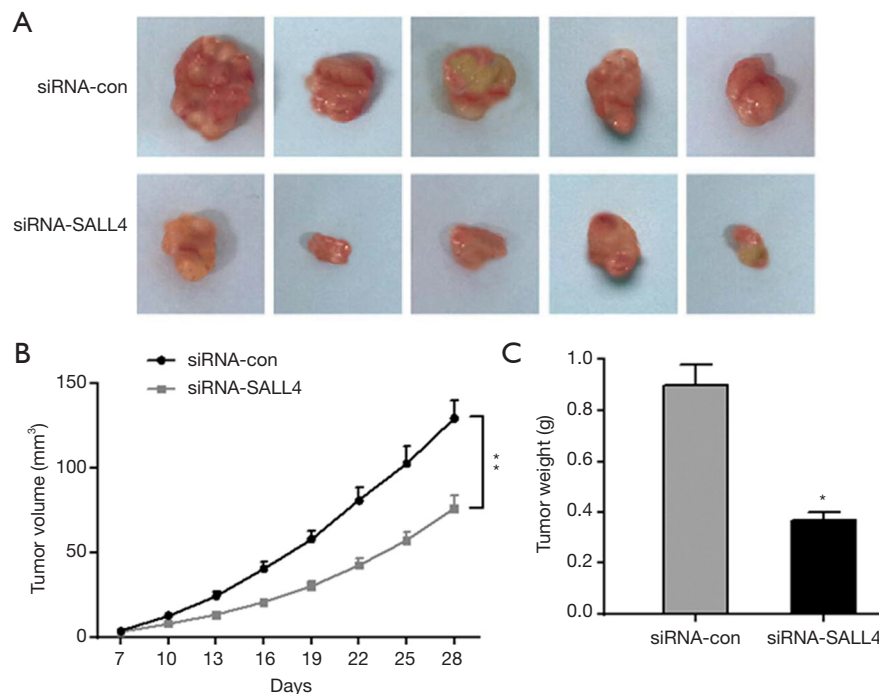 A
siRNA-con
siRNA-SALL4
B
siRNA-con
siRNA-SALL4
150
100
50
0
Tumor volume (mm³)
7 10 13 16 19 22 25 28
Days
**
C
1.0
0.8
0.6
0.4
0.2
0.0
Tumor weight (g)
*
siRNA-con siRNA-SALL4